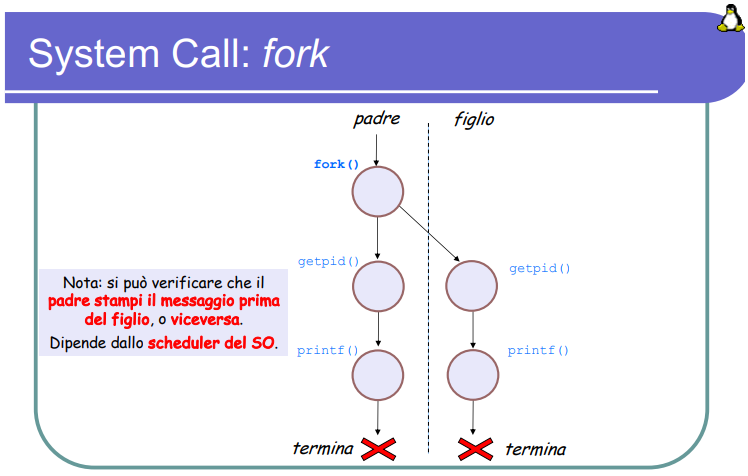 System Call: fork
padre
figlio
fork()
getpid()
getpid()
Nota: si può verificare che il
padre stampi il messaggio prima
del figlio, o viceversa.
Dipende dallo scheduler del SO.
printf()
printf()
termina
termina